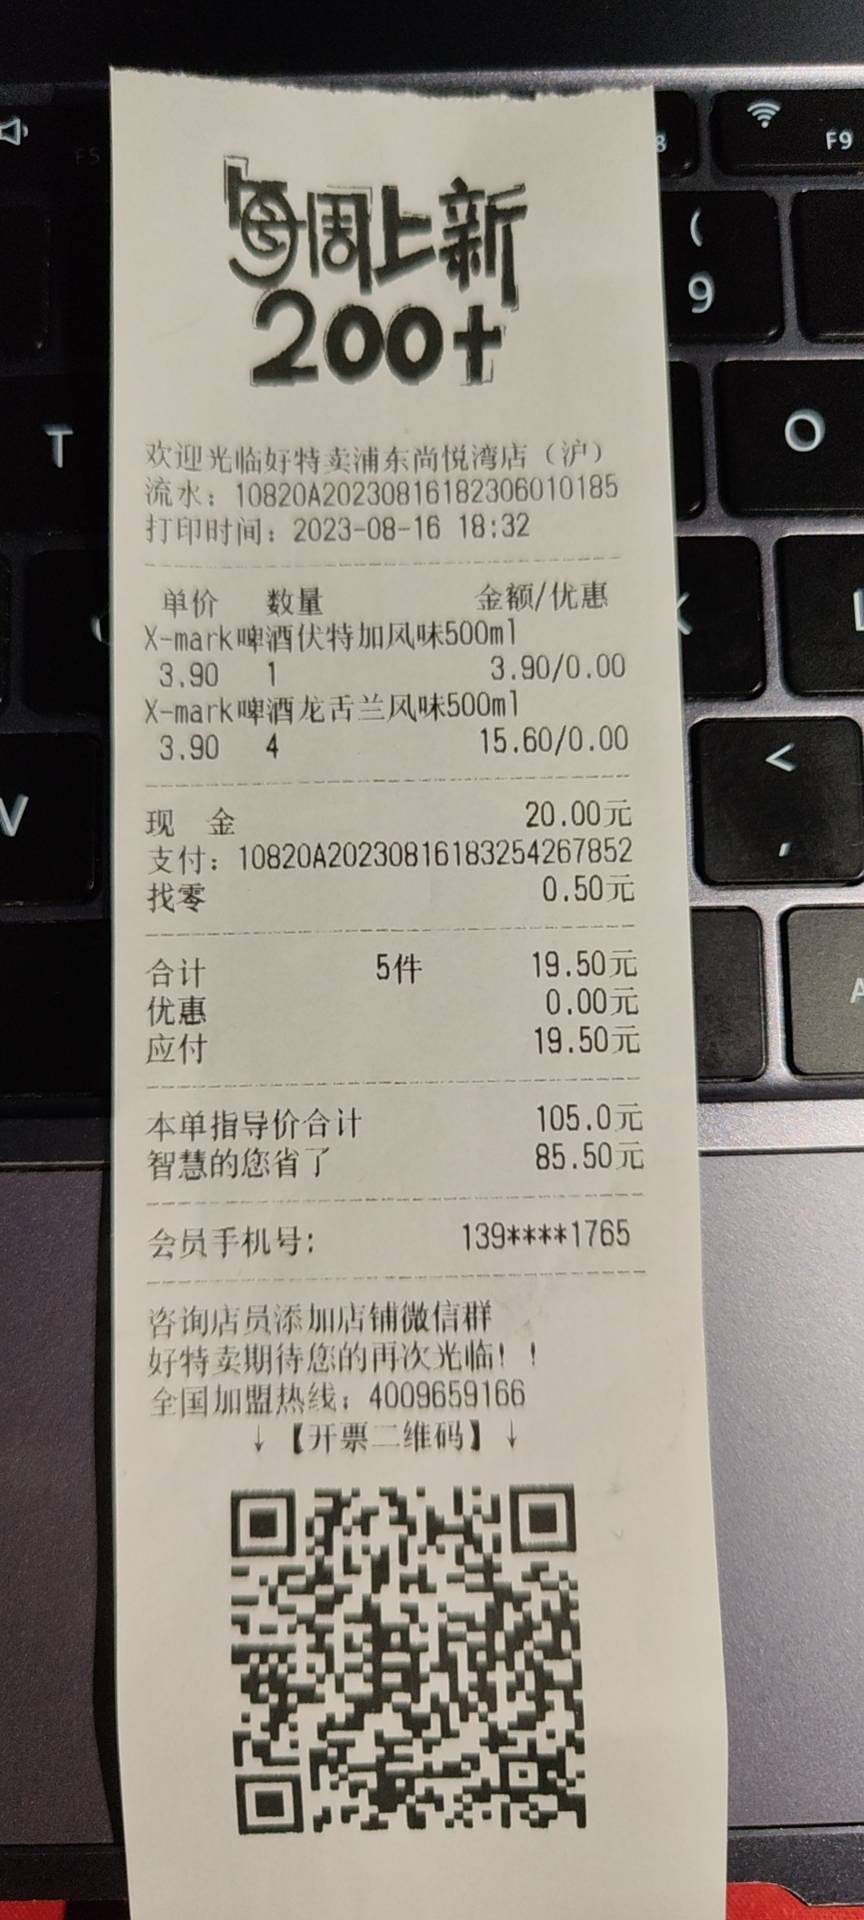 每周上新
200+
欢迎光临好特卖浦东尚悦湾店（沪）
流水：10820A202308161823060​10185
打印时间：2023-08-16 18:32
单价 数量 金额/优惠
X-mark啤酒伏特加风味500ml
3.90 1 3.90/0.00
X-mark啤酒龙舌兰风味500ml
3.90 4 15.60/0.00
现 金 20.00元
支付：10820A202308161832542​67852
找零 0.50元
合计 5件 19.50元
优惠 0.00元
应付 19.50元
本单指导价合计 105.0元
智慧的您省了 85.50元
会员手机号: 139****1765
咨询店员添加店铺微信群
好特卖期待您的再次光临！！
全国加盟热线：4009659166
↓【开票二维码】↓
F5
F9
(
9
T
O
L
V
<
,
A